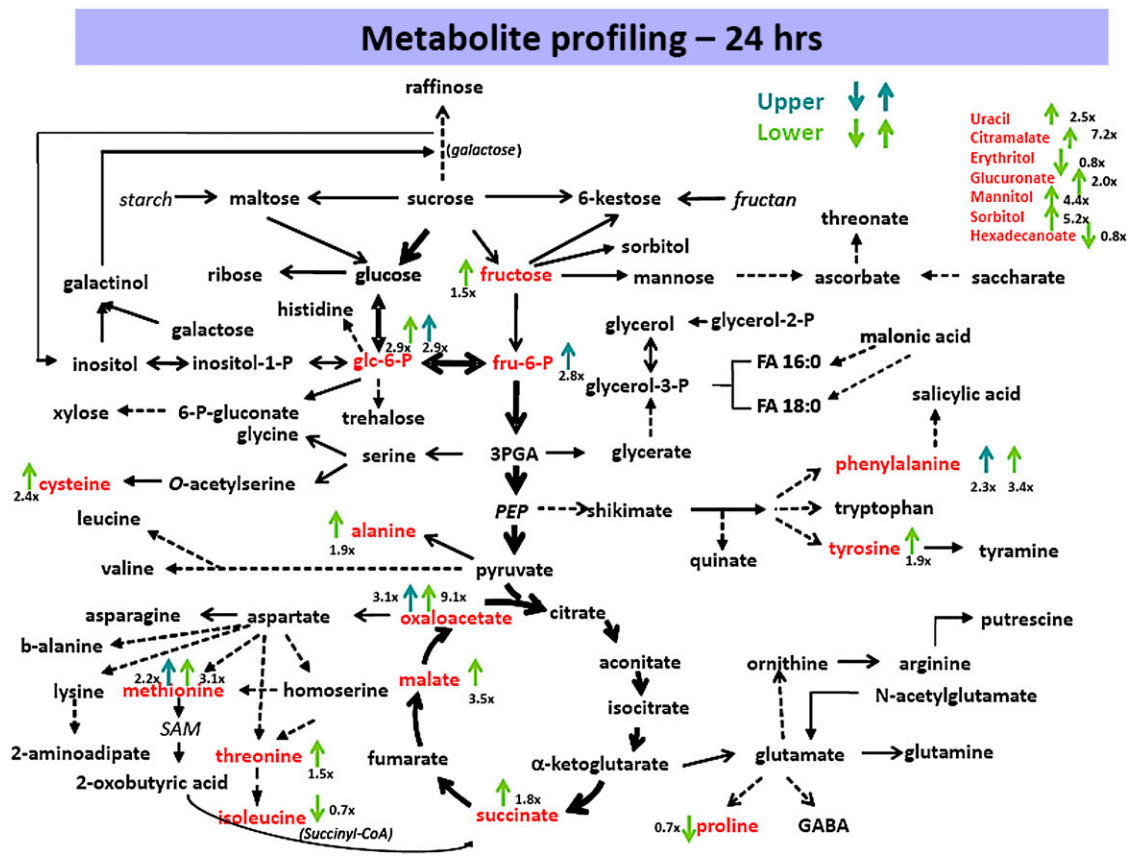 Metabolite profiling – 24 hrs
raffinose
Upper
Lower
Uracil 2.5x
Citramalate 7.2x
Erythritol 0.8x
Glucuronate 2.0x
Mannitol 4.4x
Sorbitol 5.2x
Hexadecanoate 0.8x
(galactose)
starch maltose sucrose 6-kestose fructan
threonate
sorbitol
galactinol ribose glucose fructose mannose ascorbate saccharate
1.5x
histidine
galactose
glycerol glycerol-2-P
malonic acid
2.9x 2.9x
inositol inositol-1-P glc-6-P fru-6-P FA 16:0
2.8x
glycerol-3-P
salicylic acid
xylose 6-P-gluconate trehalose FA 18:0
glycine
serine 3PGA glycerate
phenylalanine
2.3x 3.4x
2.4x cysteine O-acetylserine
leucine PEP shikimate tryptophan
alanine
1.9x
valine pyruvate quinate tyrosine tyramine
1.9x
3.1x 9.1x
asparagine aspartate oxaloacetate citrate putrescine
b-alanine
aconitate ornithine arginine
2.2x 3.1x
lysine methionine homoserine malate
3.5x
N-acetylglutamate
SAM isocitrate
2-aminoadipate threonine fumarate α-ketoglutarate glutamate glutamine
1.5x
2-oxobutyric acid
1.8x
isoleucine 0.7x succinate 0.7x proline GABA
(Succinyl-CoA)